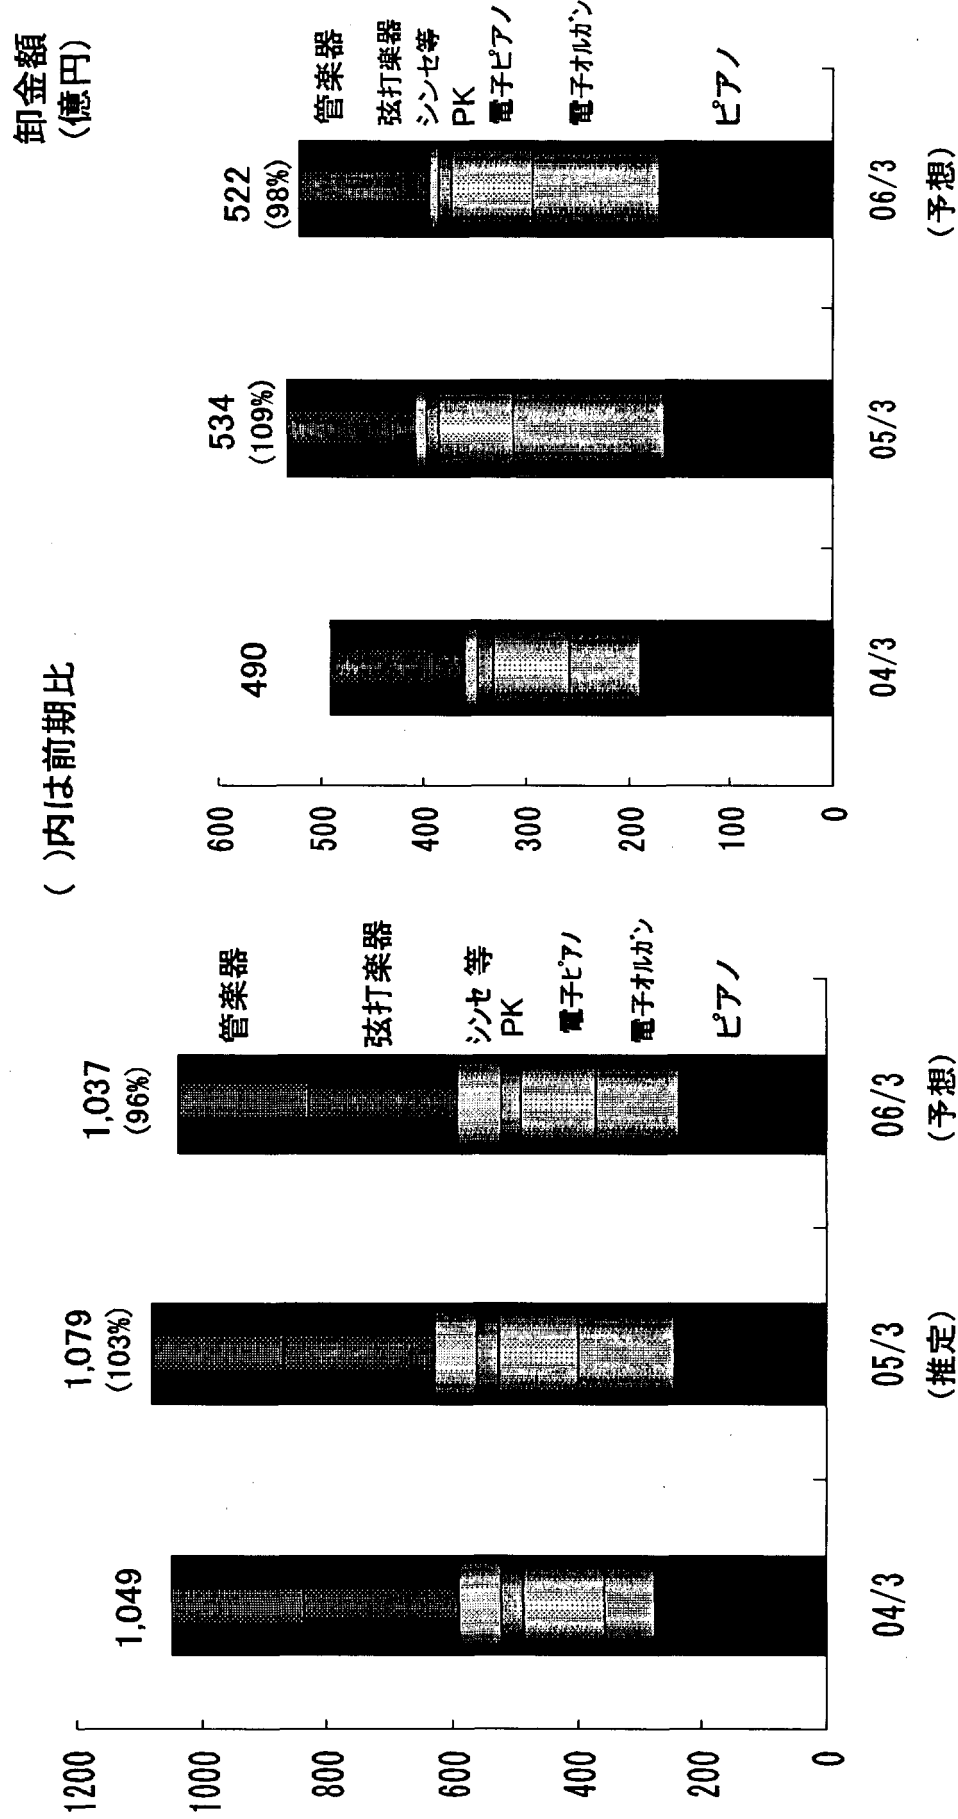 卸金額
(億円)
( )内は前期比
1200
1000
800
600
400
200
0
1,049
1,079
(103%)
1,037
(96%)
管楽器
弦打楽器
シンセ 等
PK
電子ピアノ
電子オルガン
ピアノ
04/3
05/3
(推定)
06/3
(予想)
600
500
400
300
200
100
0
490
534
(109%)
522
(98%)
管楽器
弦打楽器
シンセ等
PK
電子ピアノ
電子オルガン
ピアノ
04/3
05/3
06/3
(予想)